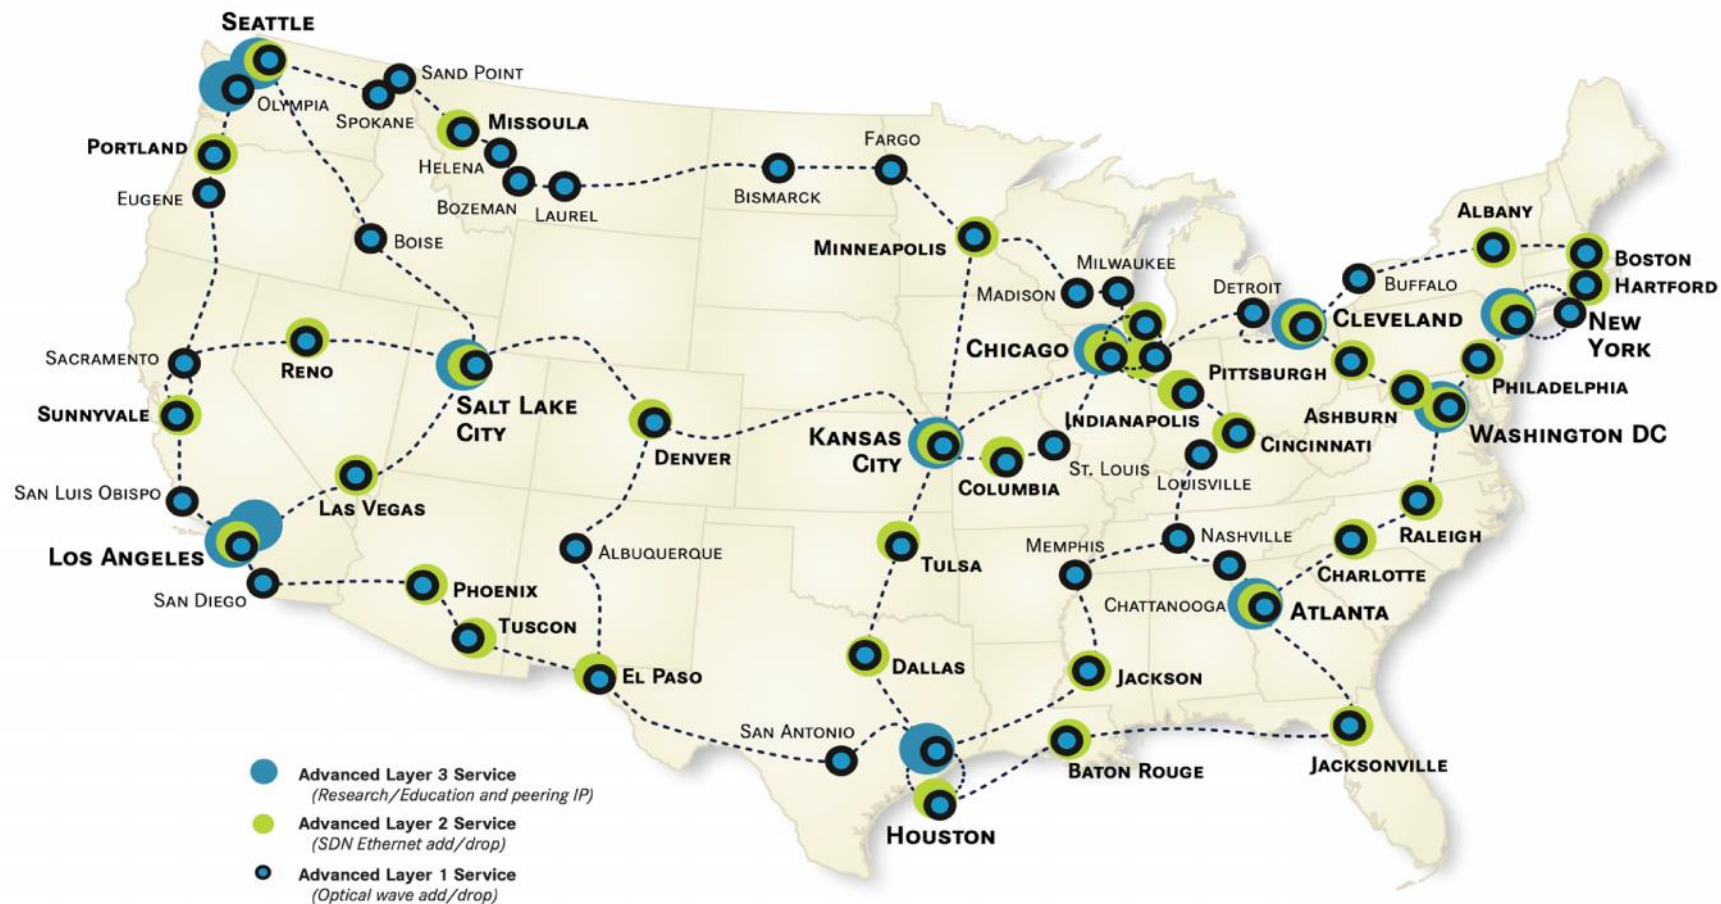 SEATTLE
SAND POINT
OLYMPIA
SPOKANE
MISSOULA
FARGO
PORTLAND
HELENA
EUGENE
BOZEMAN
LAUREL
BISMARCK
ALBANY
BOISE
MINNEAPOLIS
BOSTON
MILWAUKEE
MADISON
DETROIT
BUFFALO
HARTFORD
CLEVELAND
NEW
YORK
SACRAMENTO
RENO
CHICAGO
PITTSBURGH
PHILADELPHIA
SUNNYVALE
SALT LAKE
CITY
INDIANAPOLIS
ASHBURN
WASHINGTON DC
KANSAS
CITY
DENVER
CINCINNATI
ST. LOUIS
COLUMBIA
LOUISVILLE
SAN LUIS OBISPO
LAS VEGAS
LOS ANGELES
ALBUQUERQUE
TULSA
MEMPHIS
NASHVILLE
RALEIGH
CHARLOTTE
SAN DIEGO
PHOENIX
TUSCON
CHATTANOOGA
ATLANTA
EL PASO
DALLAS
JACKSON
SAN ANTONIO
BATON ROUGE
JACKSONVILLE
HOUSTON
Advanced Layer 3 Service
(Research/Education and peering IP)
Advanced Layer 2 Service
(SDN Ethernet add/drop)
Advanced Layer 1 Service
(Optical wave add/drop)